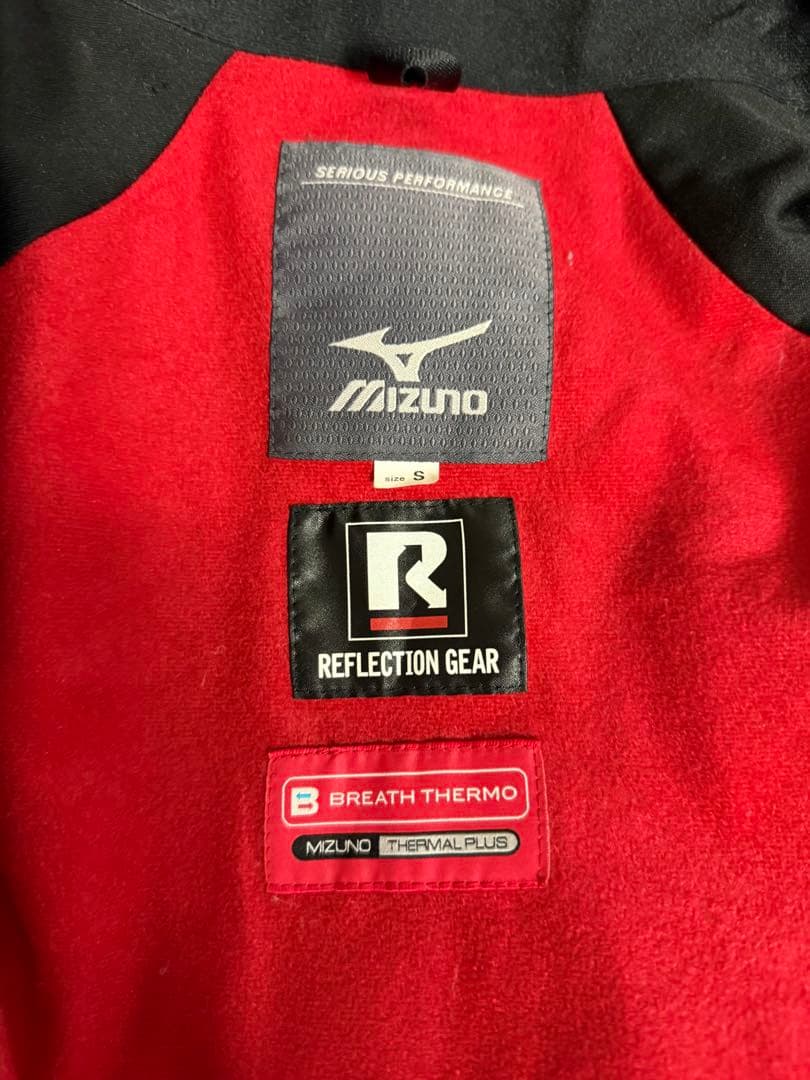 SERIOUS PERFORMANCE
MIZUNO
size S
R
REFLECTION GEAR
B BREATH THERMO
MIZUNO THERMAL PLUS